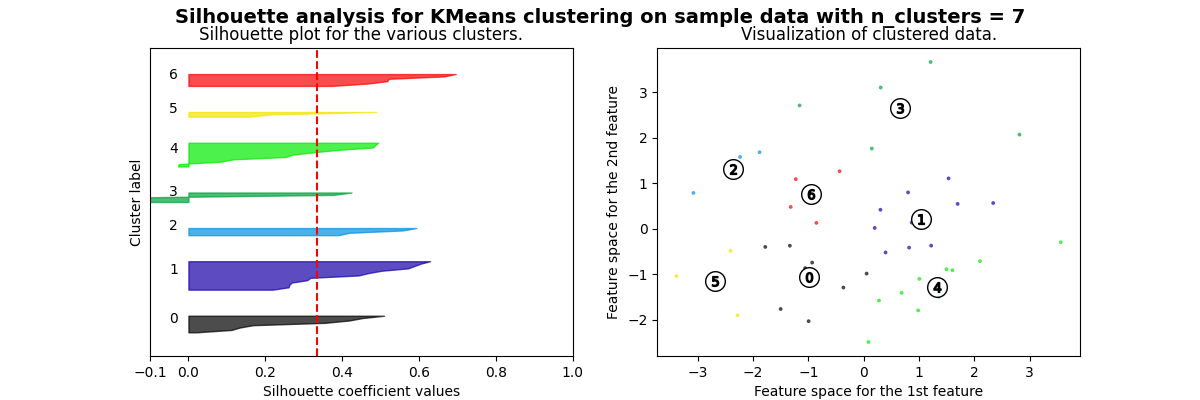 Silhouette analysis for KMeans clustering on sample data with n_clusters = 7
Silhouette plot for the various clusters.
Cluster label
6
5
4
3
2
1
0
−0.1 0.0 0.2 0.4 0.6 0.8 1.0
Silhouette coefficient values
Visualization of clustered data.
Feature space for the 2nd feature
3
2
1
0
−1
−2
3
2
6
1
0
5
4
−3 −2 −1 0 1 2 3
Feature space for the 1st feature